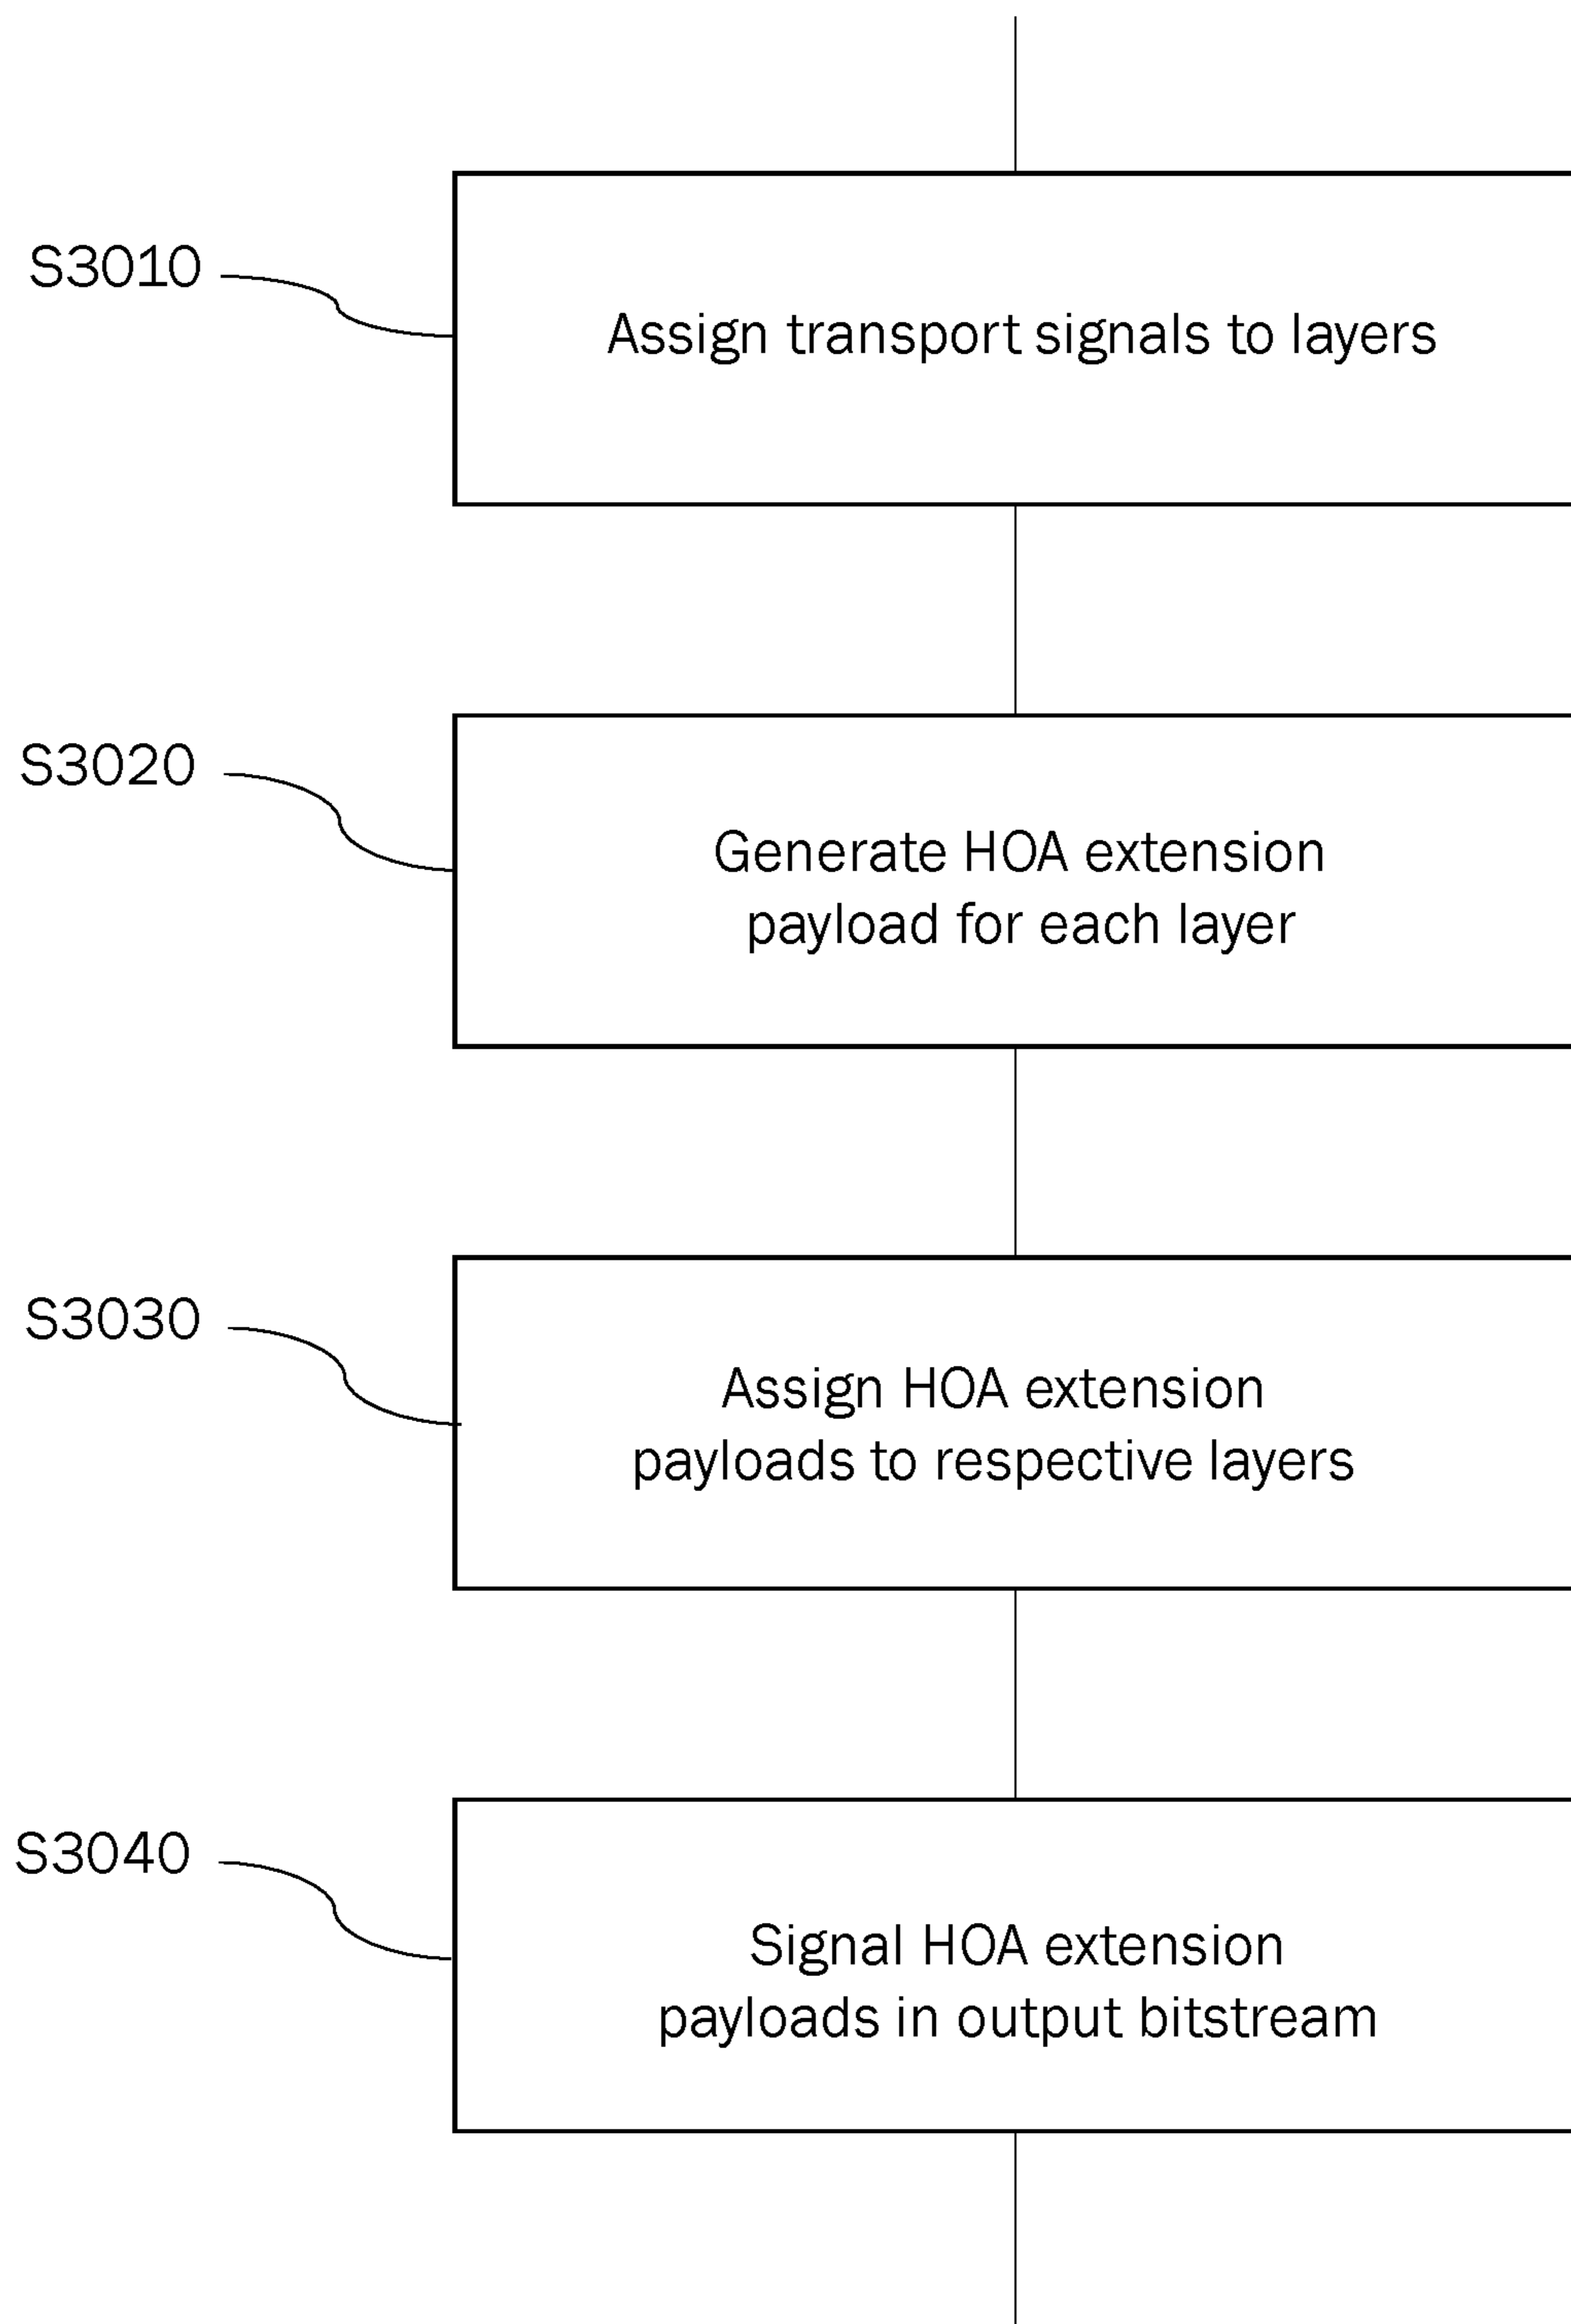 S3010
Assign transport signals to layers
S3020
Generate HOA extension
payload for each layer
S3030
Assign HOA extension
payloads to respective layers
S3040
Signal HOA extension
payloads in output bitstream